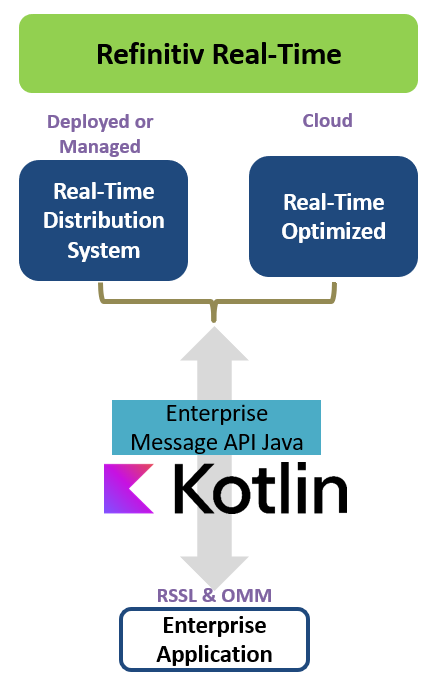 Refinitiv Real-Time
Deployed or
Managed
Cloud
Real-Time
Distribution
System
Real-Time
Optimized
Enterprise
Message API Java
Kotlin
RSSL & OMM
Enterprise
Application